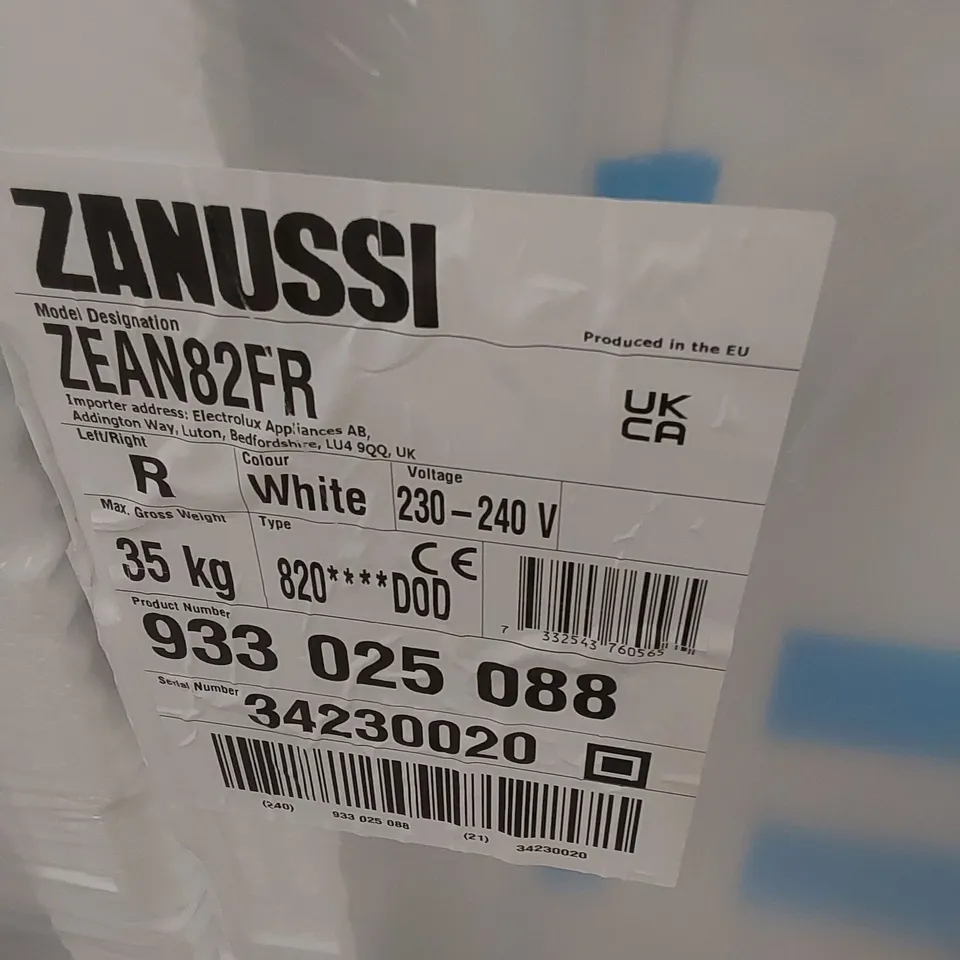 ZANUSSI
Produced in the EU
Model Designation
ZEAN82FR
UK
CA
Importer address: Electrolux Appliances AB,
Addington Way, Luton, Bedfordshire, LU4 9QQ, UK
Left/Right
R
Colour
White
Voltage
230–240 V
Max. Gross Weight
35 kg
Type
820****DOD
CE
7 332543 760565
Product Number
933 025 088
Serial Number
34230020
(240) 933 025 088 (21) 34230020